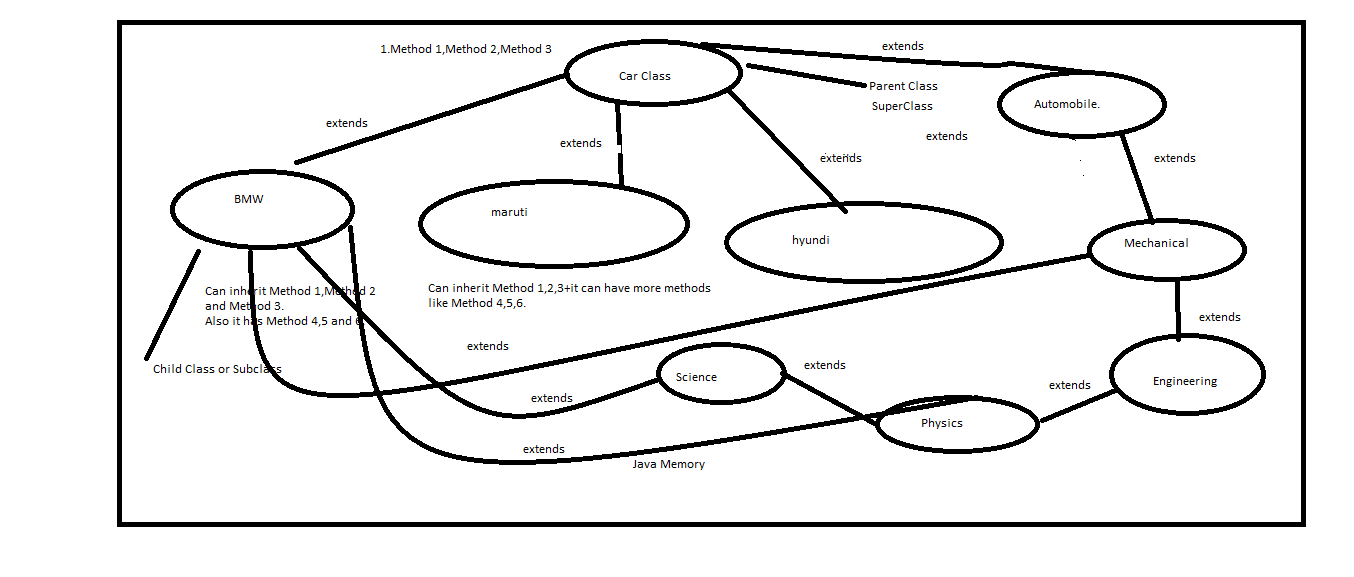 1.Method 1,Method 2,Method 3
Car Class
extends
Parent Class
SuperClass
Automobile.
extends
extends
extends
extends
extends
BMW
maruti
hyundi
Mechanical
Can inherit Method 1,Method 2
and Method 3.
Also it has Method 4,5 and 6
Can inherit Method 1,2,3+it can have more methods
like Method 4,5,6.
extends
extends
Child Class or Subclass
Science
extends
extends
Engineering
extends
Physics
extends
Java Memory